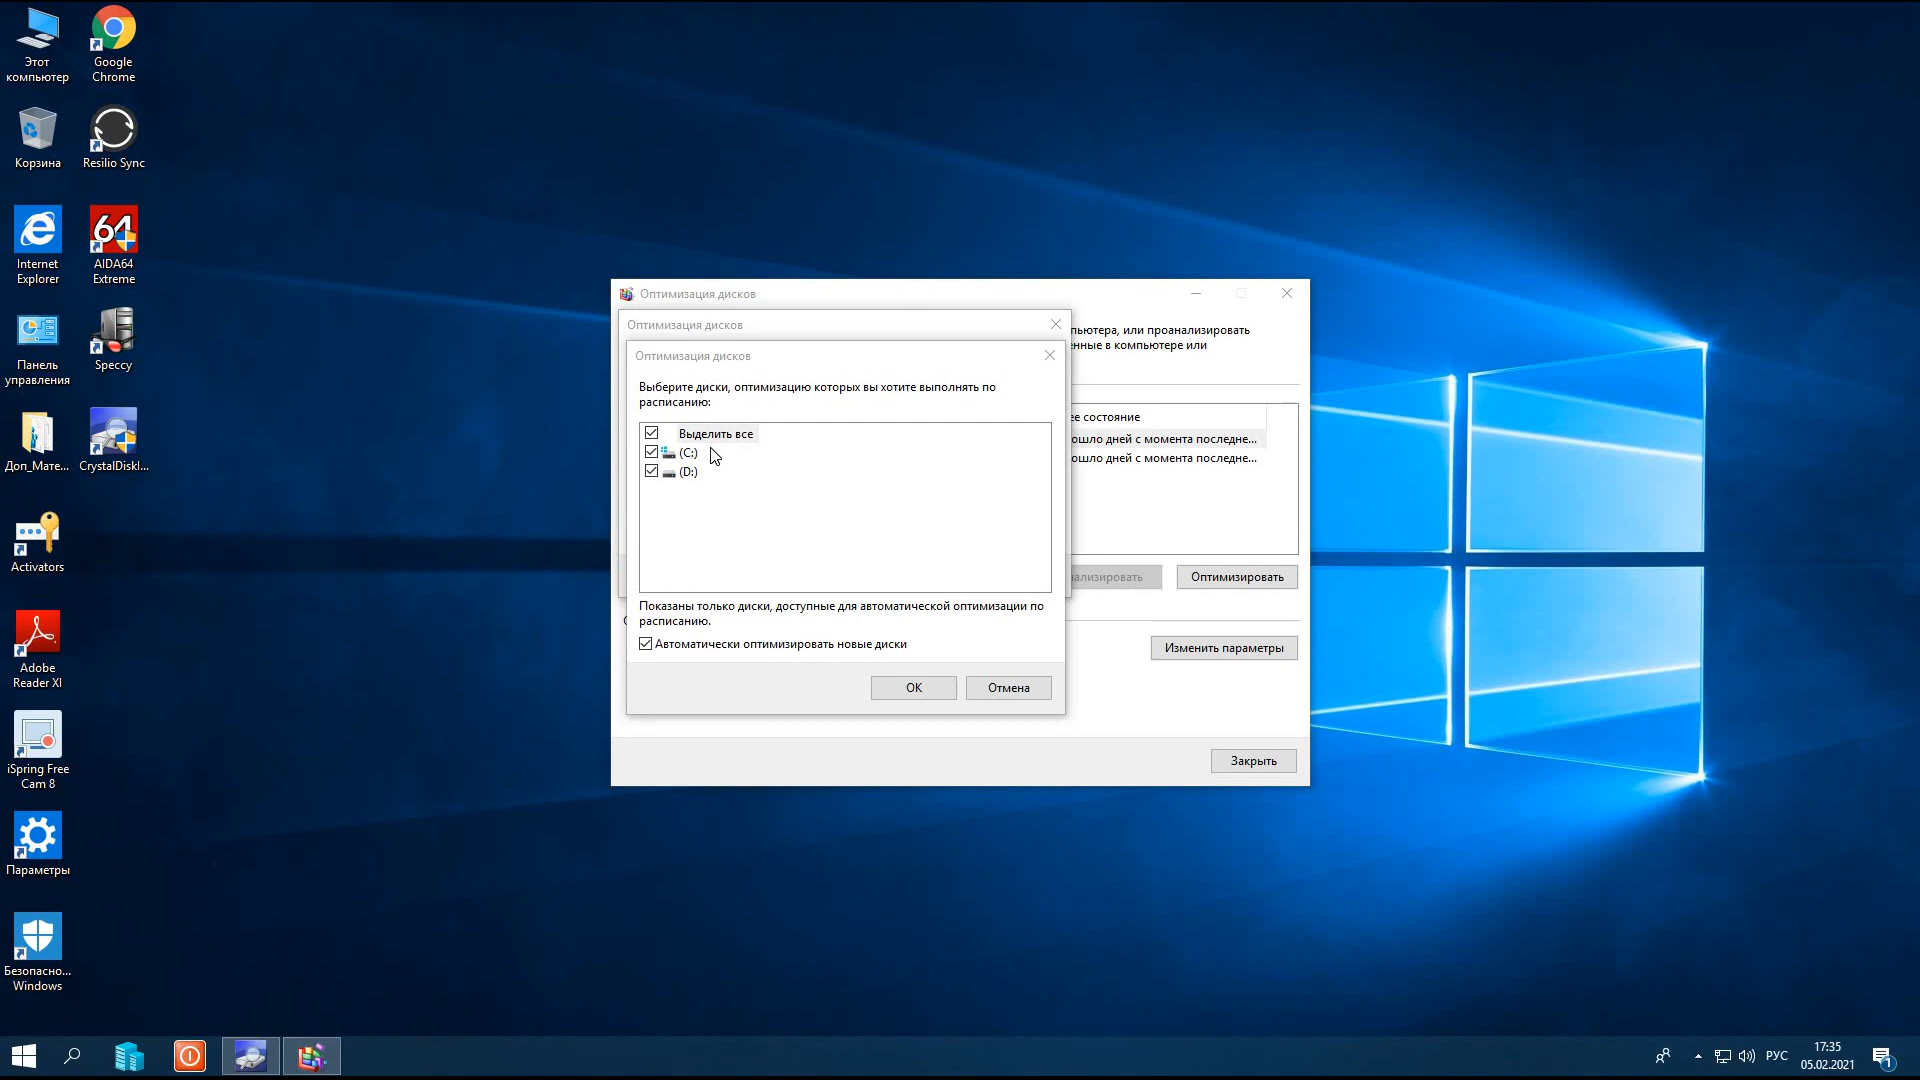 Этот
компьютер
Google
Chrome
Корзина
Resilio Sync
Internet
Explorer
64
AIDA64
Extreme
Панель
управления
Speccy
Доп_Мате...
CrystalDiskI...
Activators
Adobe
Reader XI
iSpring Free
Cam 8
Параметры
Безопасно...
Windows
Оптимизация дисков
Оптимизация дисков
пьютера, или проанализировать
енные в компьютере или
ее состояние
ошло дней с момента последне...
ошло дней с момента последне...
ализировать
Оптимизировать
Изменить параметры
Закрыть
Оптимизация дисков
Выберите диски, оптимизацию которых вы хотите выполнять по
расписанию:
Выделить все
(C:)
(D:)
Показаны только диски, доступные для автоматической оптимизации по
расписанию.
Автоматически оптимизировать новые диски
ОК
Отмена
РУС
17:35
05.02.2021
1